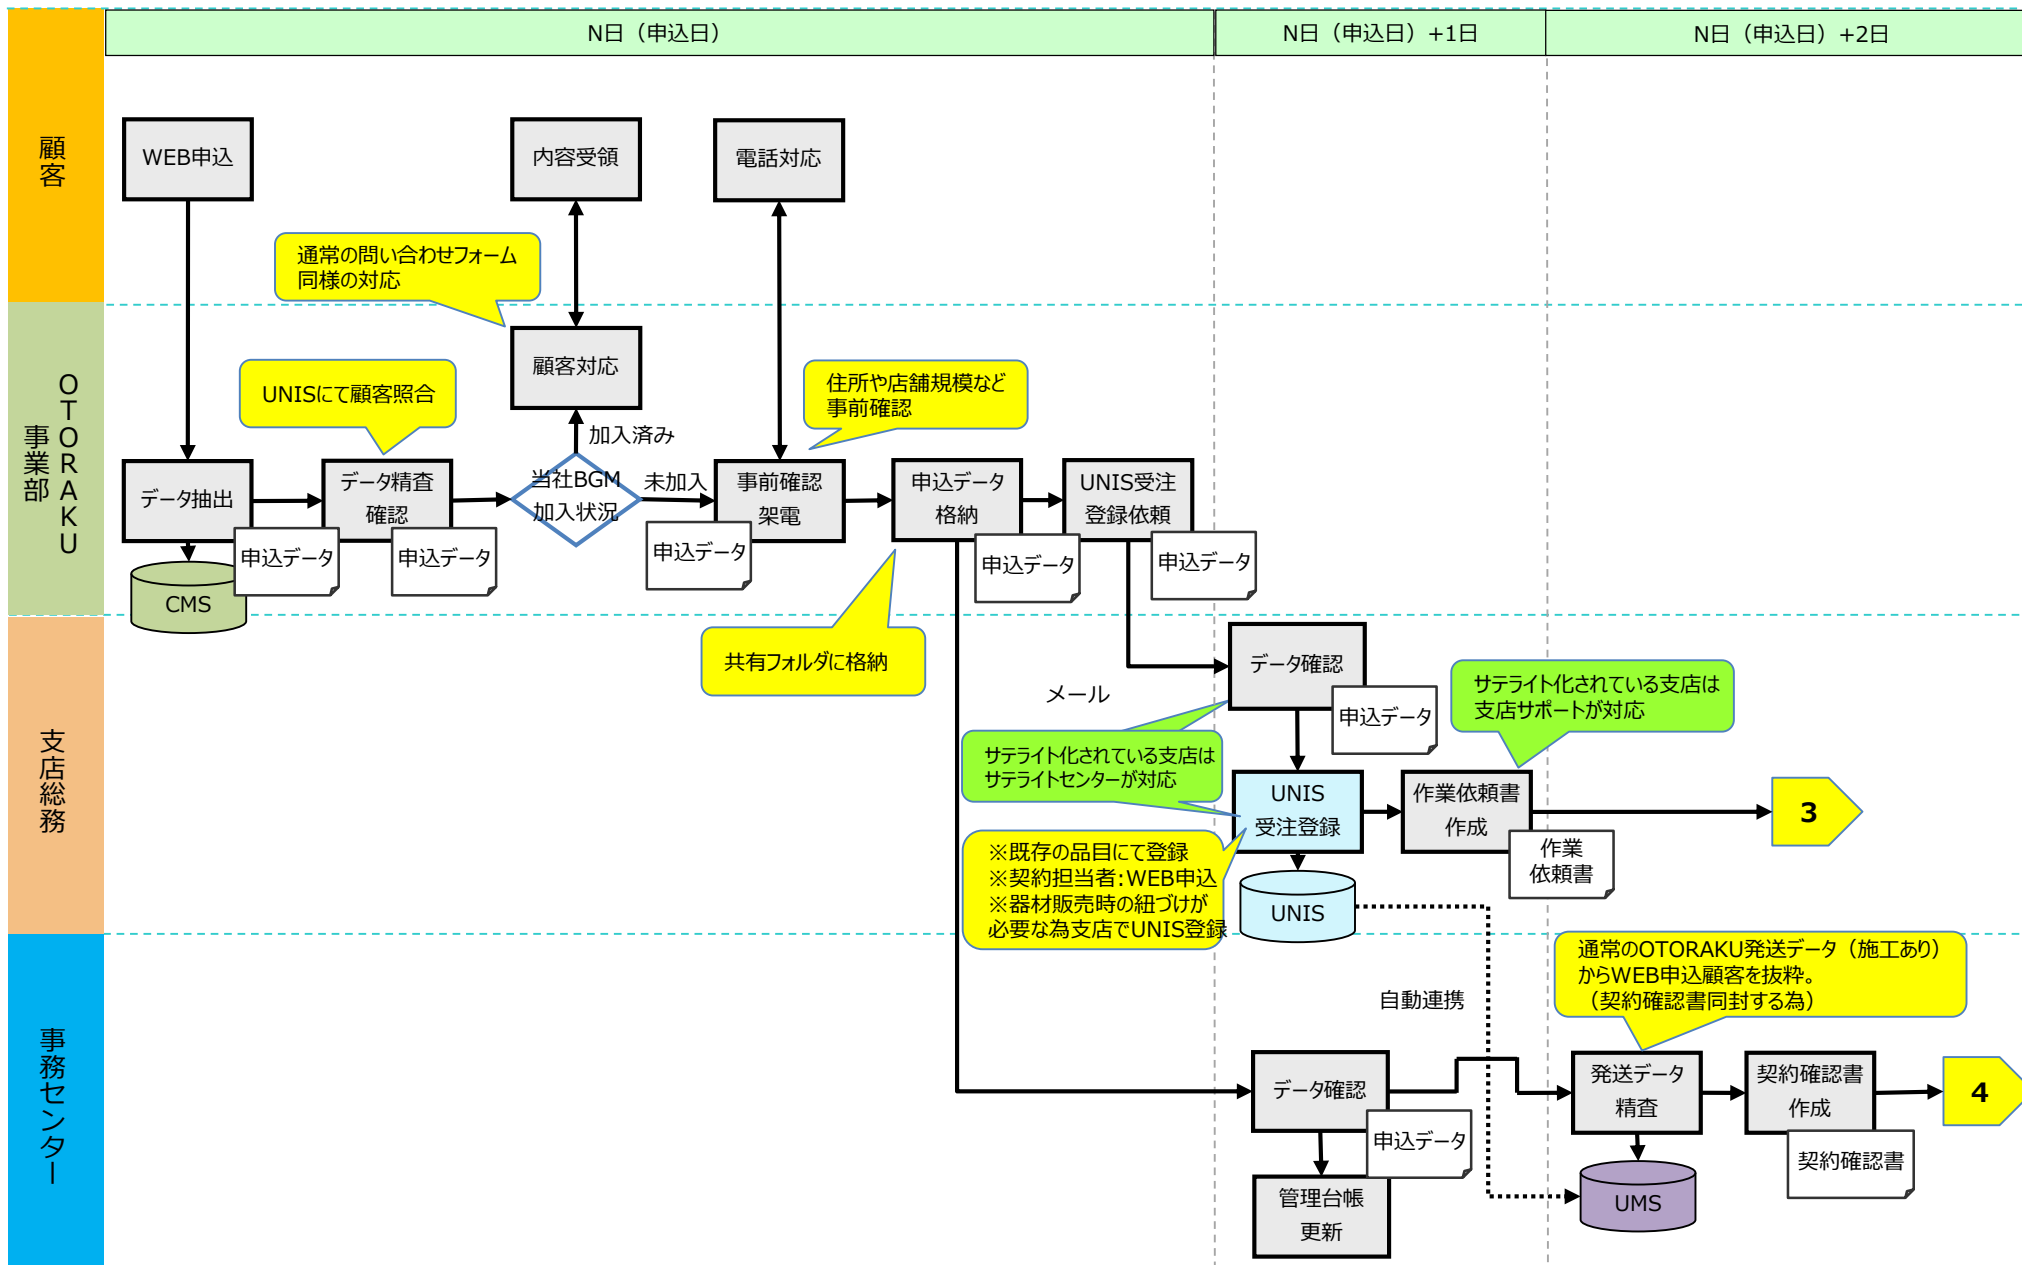 N日（申込日）
N日（申込日）+1日
N日（申込日）+2日
顧客
WEB申込
内容受領
電話対応
通常の問い合わせフォーム
同様の対応
OTORAKU
事業部
顧客対応
UNISにて顧客照合
住所や店舗規模など
事前確認
加入済み
データ抽出
データ精査
確認
当社BGM
加入状況
未加入
事前確認
架電
申込データ
格納
UNIS受注
登録依頼
申込データ
申込データ
申込データ
申込データ
申込データ
CMS
共有フォルダに格納
支店総務
データ確認
申込データ
メール
サテライト化されている支店は
支店サポートが対応
サテライト化されている支店は
サテライトセンターが対応
UNIS
受注登録
作業依頼書
作成
3
作業
依頼書
※既存の品目にて登録
※契約担当者:WEB申込
※器材販売時の紐づけが
必要な為支店でUNIS登録
UNIS
事務センター
通常のOTORAKU発送データ（施工あり）
からWEB申込顧客を抜粋。
（契約確認書同封する為）
自動連携
データ確認
申込データ
発送データ
精査
契約確認書
作成
4
契約確認書
管理台帳
更新
UMS